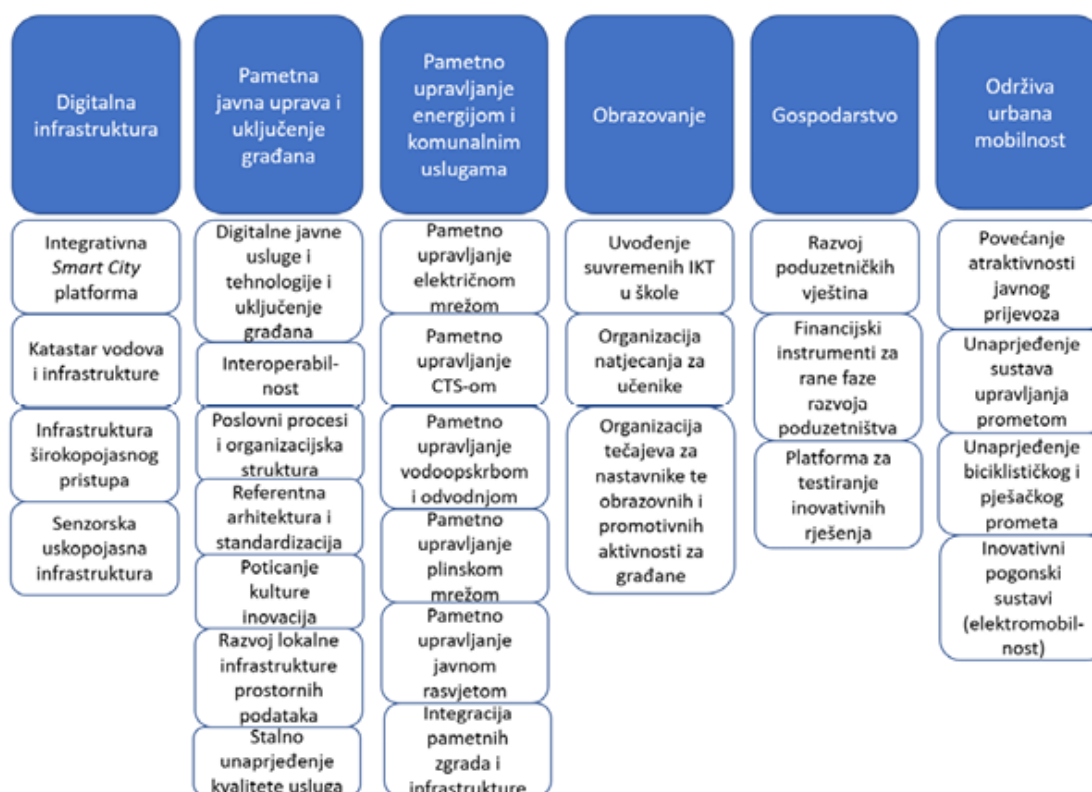 Digitalna
infrastruktura
Integrativna
Smart City
platforma
Katastar vodova
i infrastrukture
Infrastruktura
širokopojasnog
pristupa
Senzorska
uskopojasna
infrastruktura
Pametna
javna uprava i
uključenje
građana
Digitalne javne
usluge i
tehnologije i
uključenje
građana
Interoperabil-
nost
Poslovni procesi
i organizacijska
struktura
Referentna
arhitektura i
standardizacija
Poticanje
kulture
inovacija
Razvoj lokalne
infrastrukture
prostornih
podataka
Stalno
unaprjeđenje
kvalitete usluga
Pametno
upravljanje
energijom i
komunalnim
uslugama
Pametno
upravljanje
električnom
mrežom
Pametno
upravljanje
CTS-om
Pametno
upravljanje
vodoopskrbom
i odvodnjom
Pametno
upravljanje
plinskom
mrežom
Pametno
upravljanje
javnom
rasvjetom
Integracija
pametnih
zgrada i
infrastrukture
Obrazovanje
Uvođenje
suvremenih IKT
u škole
Organizacija
natjecanja za
učenike
Organizacija
tečajeva za
nastavnike te
obrazovnih i
promotivnih
aktivnosti za
građane
Gospodarstvo
Razvoj
poduzetničkih
vještina
Financijski
instrumenti za
rane faze
razvoja
poduzetništva
Platforma za
testiranje
inovativnih
rješenja
Održiva
urbana
mobilnost
Povećanje
atraktivnosti
javnog
prijevoza
Unaprjeđenje
sustava
upravljanja
prometom
Unaprjeđenje
biciklističkog i
pješačkog
prometa
Inovativni
pogonski
sustavi
(elektromobil-
nost)